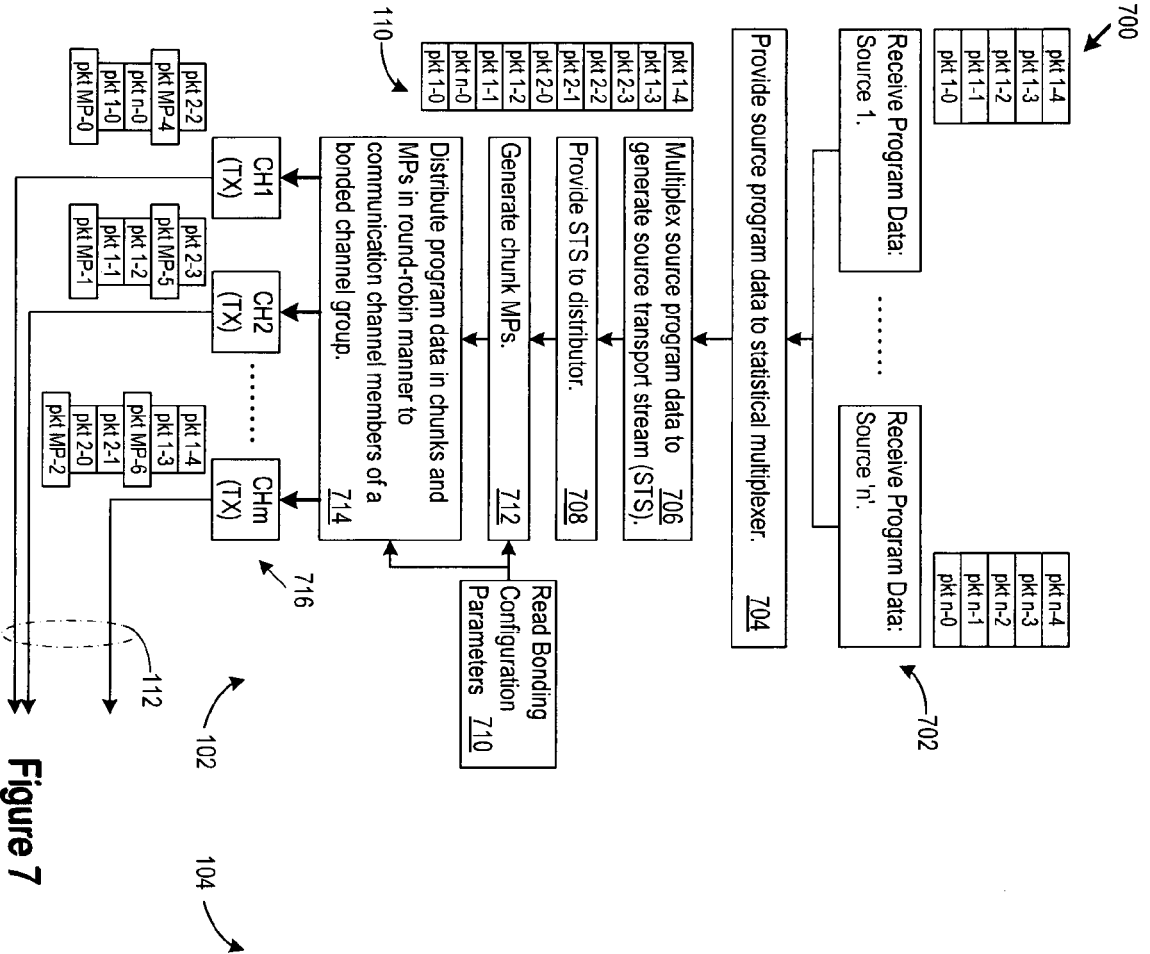 700
pkt 1-4
pkt 1-3
pkt 1-2
pkt 1-1
pkt 1-0
pkt n-4
pkt n-3
pkt n-2
pkt n-1
pkt n-0
Receive Program Data:
Source 1.
.......
Receive Program Data:
Source 'n'.
702
Provide source program data to statistical multiplexer. 704
pkt 1-4
pkt 1-3
pkt 2-3
pkt 2-2
pkt 2-1
pkt 2-0
pkt 1-2
pkt 1-1
pkt n-0
pkt 1-0
110
Multiplex source program data to 706
generate source transport stream (STS).
Provide STS to distributor. 708
Generate chunk MPs. 712
Read Bonding
Configuration
Parameters 710
Distribute program data in chunks and
MPs in round-robin manner to
communication channel members of a
bonded channel group. 714
CH1
(TX)
CH2
(TX)
........
CHm
(TX)
716
pkt 2-2
pkt MP-4
pkt n-0
pkt 1-0
pkt MP-0
pkt 2-3
pkt MP-5
pkt 1-2
pkt 1-1
pkt MP-1
pkt 1-4
pkt 1-3
pkt MP-6
pkt 2-1
pkt 2-0
pkt MP-2
112
102
104
Figure 7